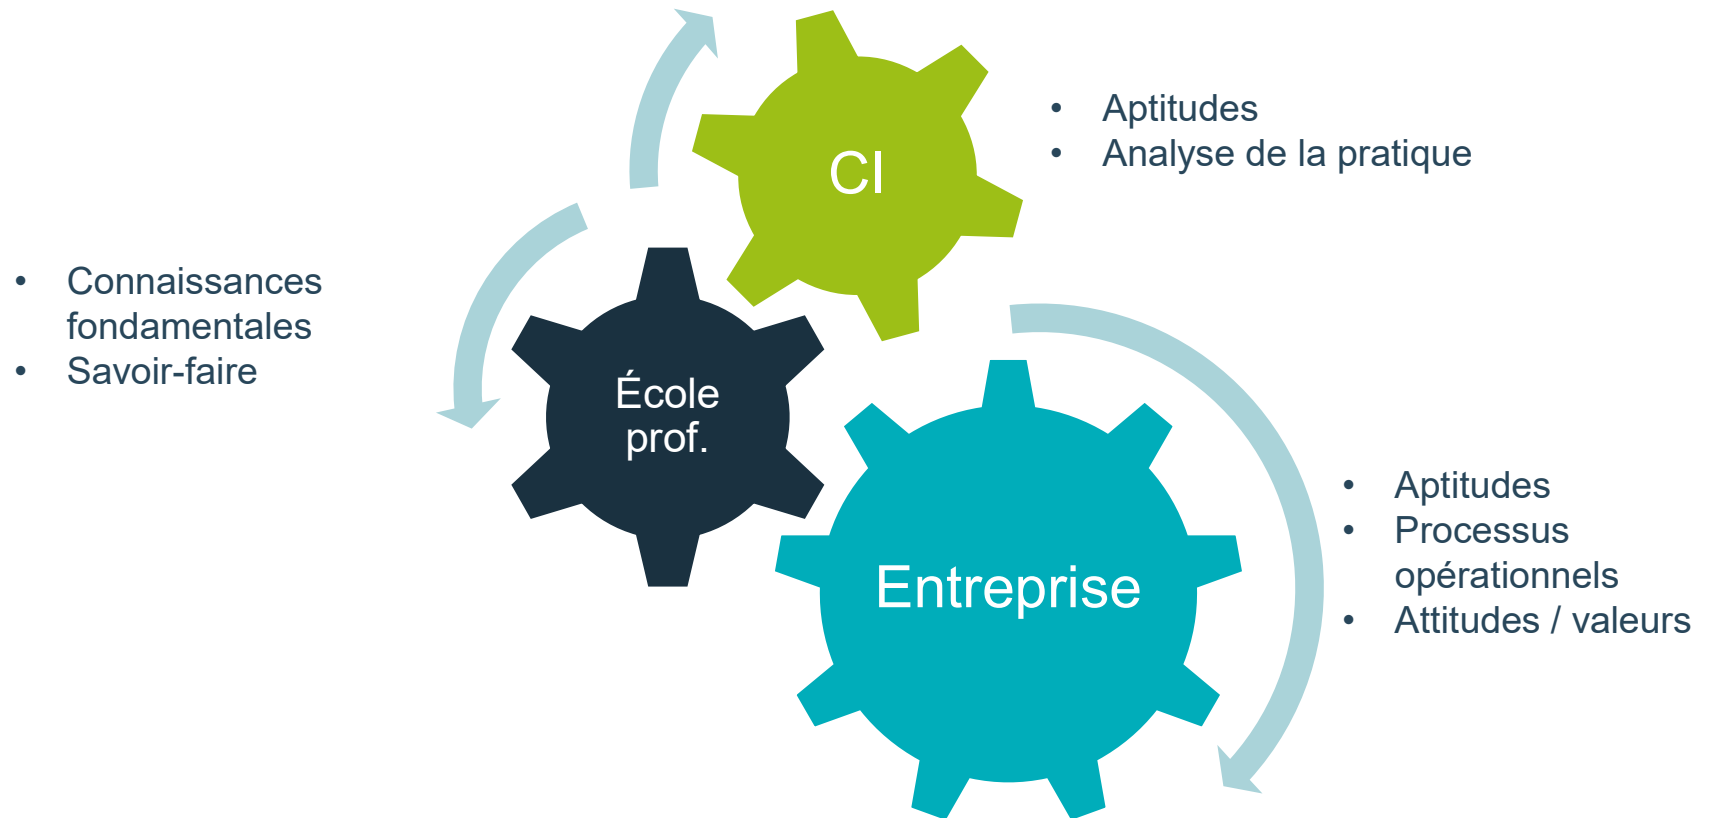 CI
• Aptitudes
• Analyse de la pratique
• Connaissances
fondamentales
• Savoir-faire
École
prof.
Entreprise
• Aptitudes
• Processus
opérationnels
• Attitudes / valeurs